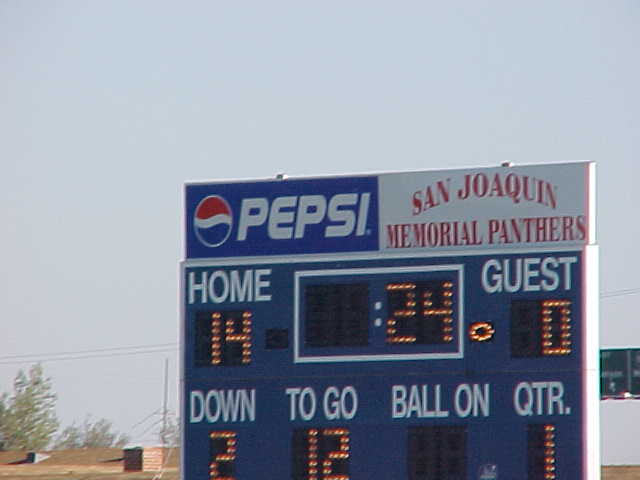 PEPSI
SAN JOAQUIN
MEMORIAL PANTHERS
HOME GUEST
14 :24 0
DOWN TO GO BALL ON QTR.
2 12 1